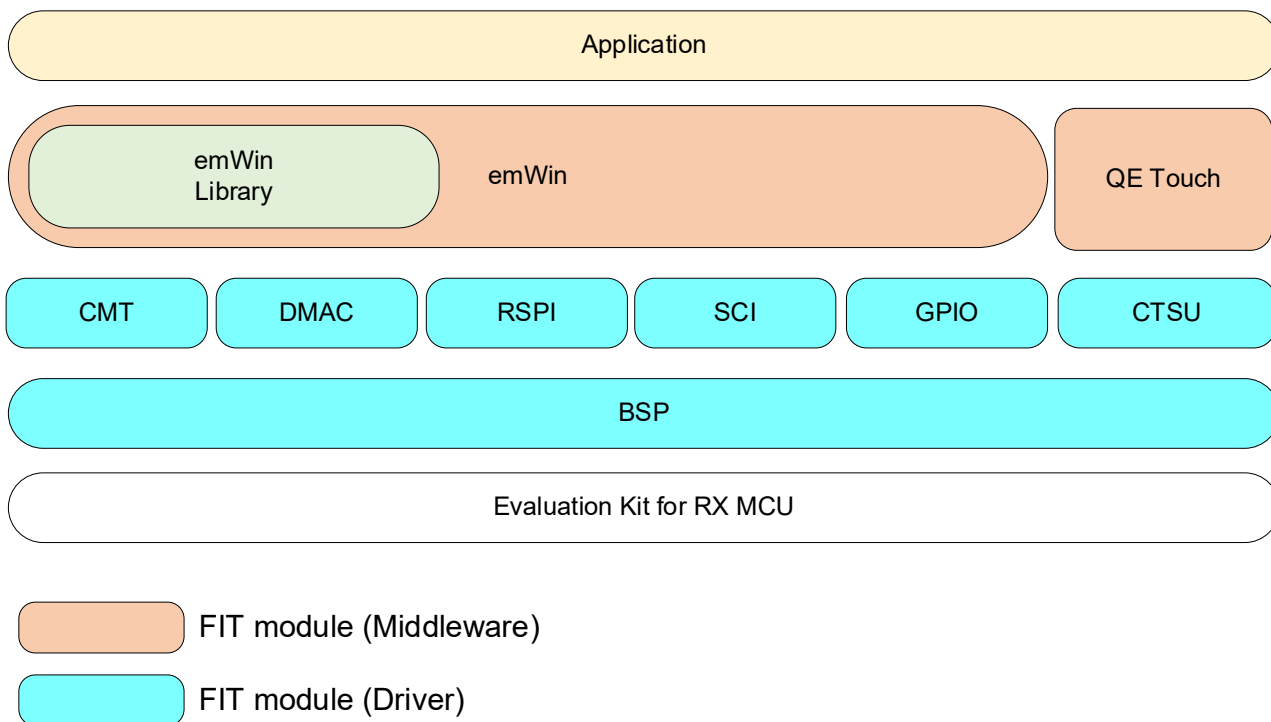 Application
emWin
Library
emWin
QE Touch
CMT
DMAC
RSPI
SCI
GPIO
CTSU
BSP
Evaluation Kit for RX MCU
FIT module (Middleware)
FIT module (Driver)